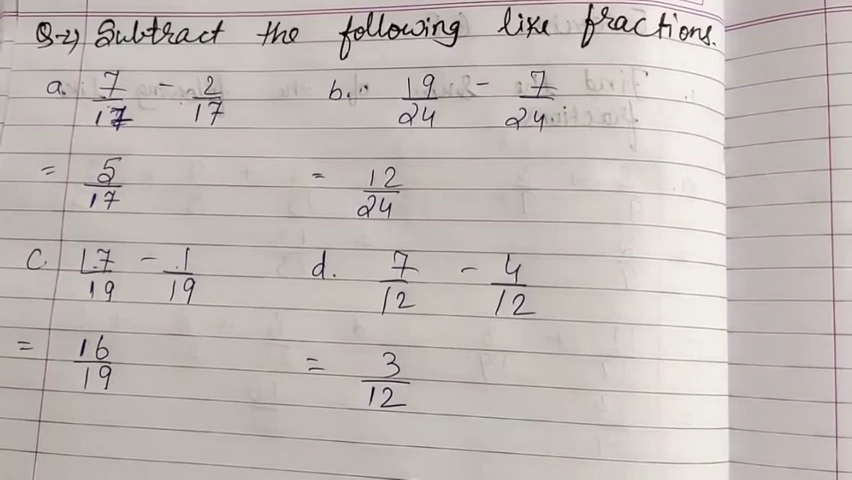 Q-2) Subtract the following like fractions.
a. 7/17 - 2/17 b. 19/24 - 7/24
= 5/17 = 12/24
c. 17/19 - 1/19 d. 7/12 - 4/12
= 16/19 = 3/12